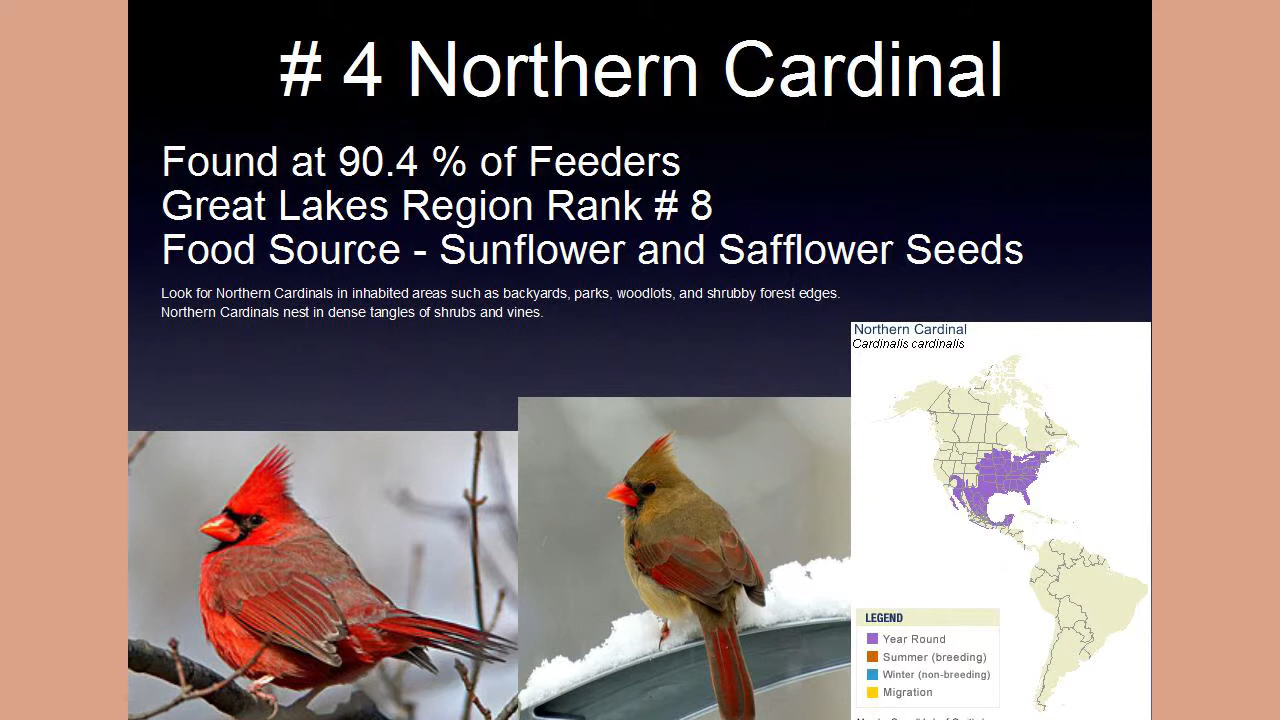 # 4 Northern Cardinal
Found at 90.4 % of Feeders
Great Lakes Region Rank # 8
Food Source - Sunflower and Safflower Seeds
Look for Northern Cardinals in inhabited areas such as backyards, parks, woodlots, and shrubby forest edges.
Northern Cardinals nest in dense tangles of shrubs and vines.
Northern Cardinal
Cardinalis cardinalis
LEGEND
Year Round
Summer (breeding)
Winter (non-breeding)
Migration